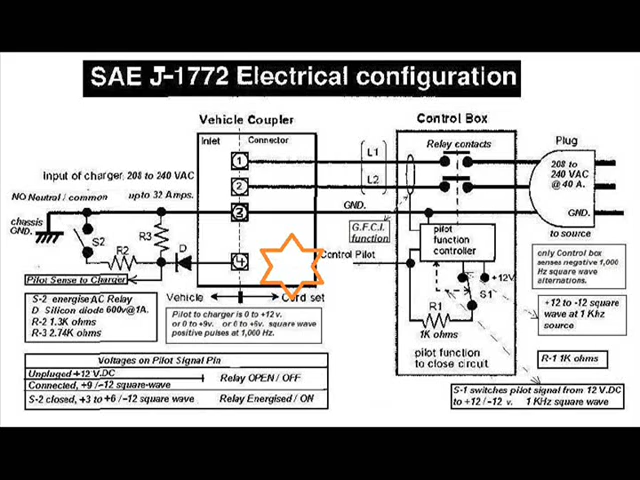 SAE J-1772 Electrical configuration
Vehicle Coupler
Control Box
Inlet
Connector
Relay contacts
Plug
Input of charger, 208 to 240 VAC
NO Neutral / common
upto 32 Amps.
chassis
GND.
1
2
3
4
L1
L2
GND.
G.F.C.I.
function
208 to
240 VAC
@ 40 A.
GND.
to source
S2
R3
R2
D
Pilot Sense to Charger
Control Pilot
pilot
function
controller
+12V
S1
R1
1K ohms
pilot function
to close circuit
only Control box
senses negative 1,000
Hz square wave
alternations.
+12 to -12 square
wave at 1 Khz
source
R-1 1K ohms
S-2 energise AC Relay
D Silicon diode 600v@1A.
R-2 1.3K ohms
R-3 2.74K ohms
Vehicle
Cord set
Pilot to charger is 0 to +12 v.
or 0 to +9v. or 0 to +6v. square wave
positive pulses at 1,000 Hz.
Voltages on Pilot Signal Pin
Unplugged +12 V.DC
Connected, +9 /-12 square-wave
Relay OPEN / OFF
S-2 closed, +3 to +6 /-12 square-wave
Relay Energised / ON
S-1 switches pilot signal from 12 V.DC
to +12 / -12 v. 1 KHz square wave